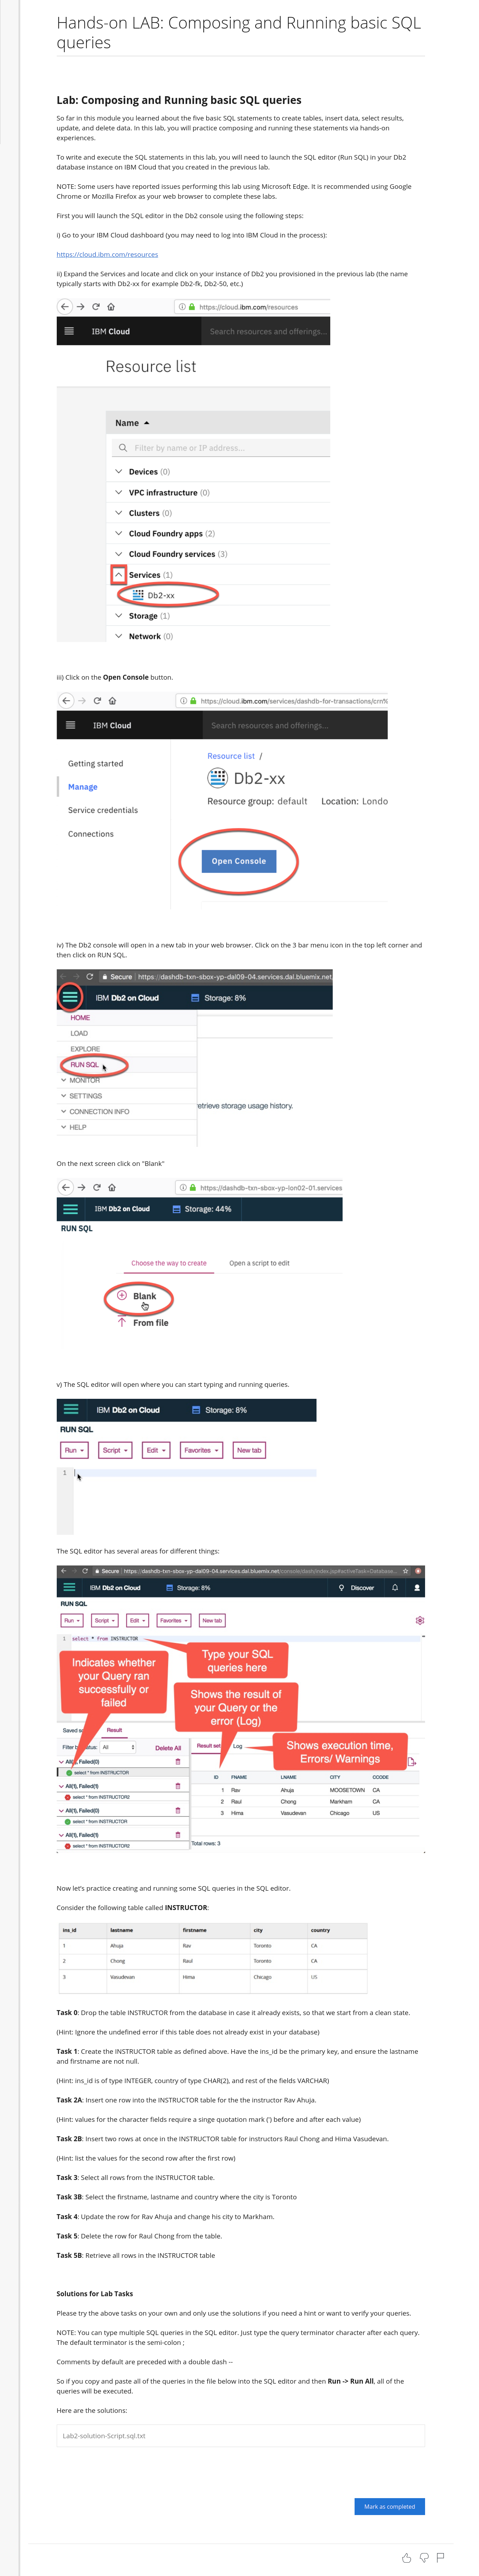 Hands-on LAB: Composing and Running basic SQL
queries
Lab: Composing and Running basic SQL queries
So far in this module you learned about the five basic SQL statements to create tables, insert data, select results,
update, and delete data. In this lab, you will practice composing and running these statements via hands-on
experiences.
To write and execute the SQL statements in this lab, you will need to launch the SQL editor (Run SQL) in your Db2
database instance on IBM Cloud that you created in the previous lab.
NOTE: Some users have reported issues performing this lab using Microsoft Edge. It is recommended using Google
Chrome or Mozilla Firefox as your web browser to complete these labs.
First you will launch the SQL editor in the Db2 console using the following steps:
i) Go to your IBM Cloud dashboard (you may need to log into IBM Cloud in the process):
https://cloud.ibm.com/resources
ii) Expand the Services and locate and click on your instance of Db2 you provisioned in the previous lab (the name
typically starts with Db2-xx for example Db2-fk, Db2-50, etc.)
https://cloud.ibm.com/resources
IBM Cloud
Search resources and offerings...
Resource list
Name
Filter by name or IP address...
Devices (0)
VPC infrastructure (0)
Clusters (0)
Cloud Foundry apps (2)
Cloud Foundry services (3)
Services (1)
Db2-xx
Storage (1)
Network (0)
iii) Click on the Open Console button.
https://cloud.ibm.com/services/dashdb-for-transactions/crn%
IBM Cloud
Search resources and offerings...
Getting started
Manage
Service credentials
Connections
Resource list /
Db2-xx
Resource group: default Location: Londo
Open Console
iv) The Db2 console will open in a new tab in your web browser. Click on the 3 bar menu icon in the top left corner and
then click on RUN SQL.
Secure https://dashdb-txn-sbox-yp-dal09-04.services.dal.bluemix.net
IBM Db2 on Cloud Storage: 8%
HOME
LOAD
EXPLORE
RUN SQL
MONITOR
SETTINGS
CONNECTION INFO
HELP
etrieve storage usage history.
On the next screen click on "Blank"
https://dashdb-txn-sbox-yp-lon02-01.services
IBM Db2 on Cloud Storage: 44%
RUN SQL
Choose the way to create Open a script to edit
Blank
From file
v) The SQL editor will open where you can start typing and running queries.
IBM Db2 on Cloud Storage: 8%
RUN SQL
Run Script Edit Favorites New tab
1
The SQL editor has several areas for different things:
Secure https://dashdb-txn-sbox-yp-dal09-04.services.dal.bluemix.net
IBM Db2 on Cloud Storage: 8% Discover
RUN SQL
Run Script Edit Favorites New tab
1 select * from INSTRUCTOR
Indicates whether
your Query ran
successfully or
failed
Type your SQL
queries here
Shows the result of
your Query or the
error (Log)
Shows execution time,
Errors/ Warnings
Saved Result
Filter by status: All Delete All
All(1), Failed(0)
select * from INSTRUCTOR
All(1), Failed(1)
select * from INSTRUCTOR2
All(1), Failed(0)
select * from INSTRUCTOR
All(1), Failed(1)
select * from INSTRUCTOR2
Result set Log
ID FNAME LNAME CITY CCODE
1 Rav Ahuja MOOSETOWN CA
2 Raul Chong Markham CA
3 Hima Vasudevan Chicago US
Total rows: 3
Now let's practice creating and running some SQL queries in the SQL editor.
Consider the following table called INSTRUCTOR:
ins_id lastname firstname city country
1 Ahuja Rav Toronto CA
2 Chong Raul Toronto CA
3 Vasudevan Hima Chicago US
Task 0: Drop the table INSTRUCTOR from the database in case it already exists, so that we start from a clean state.
(Hint: Ignore the undefined error if this table does not already exist in your database)
Task 1: Create the INSTRUCTOR table as defined above. Have the ins_id be the primary key, and ensure the lastname
and firstname are not null.
(Hint: ins_id is of type INTEGER, country of type CHAR(2), and rest of the fields VARCHAR)
Task 2A: Insert one row into the INSTRUCTOR table for the the instructor Rav Ahuja.
(Hint: values for the character fields require a singe quotation mark (') before and after each value)
Task 2B: Insert two rows at once in the INSTRUCTOR table for instructors Raul Chong and Hima Vasudevan.
(Hint: list the values for the second row after the first row)
Task 3: Select all rows from the INSTRUCTOR table.
Task 3B: Select the firstname, lastname and country where the city is Toronto
Task 4: Update the row for Rav Ahuja and change his city to Markham.
Task 5: Delete the row for Raul Chong from the table.
Task 5B: Retrieve all rows in the INSTRUCTOR table
Solutions for Lab Tasks
Please try the above tasks on your own and only use the solutions if you need a hint or want to verify your queries.
NOTE: You can type multiple SQL queries in the SQL editor. Just type the query terminator character after each query.
The default terminator is the semi-colon ;
Comments by default are preceded with a double dash --
So if you copy and paste all of the queries in the file below into the SQL editor and then Run -> Run All, all of the
queries will be executed.
Here are the solutions:
Lab2-solution-Script.sql.txt
Mark as completed